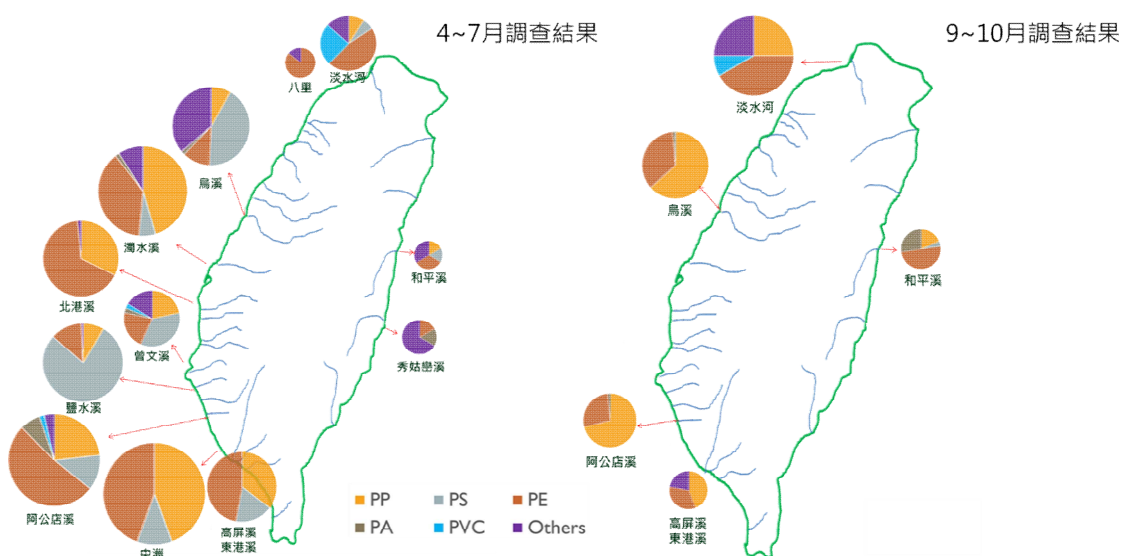 4~7月調查結果
9~10月調查結果
八里
淡水河
烏溪
濁水溪
北港溪
曾文溪
鹽水溪
阿公店溪
中洲
高屏溪
東港溪
和平溪
秀姑巒溪
PP
PS
PE
PA
PVC
Others
淡水河
烏溪
和平溪
阿公店溪
高屏溪
東港溪